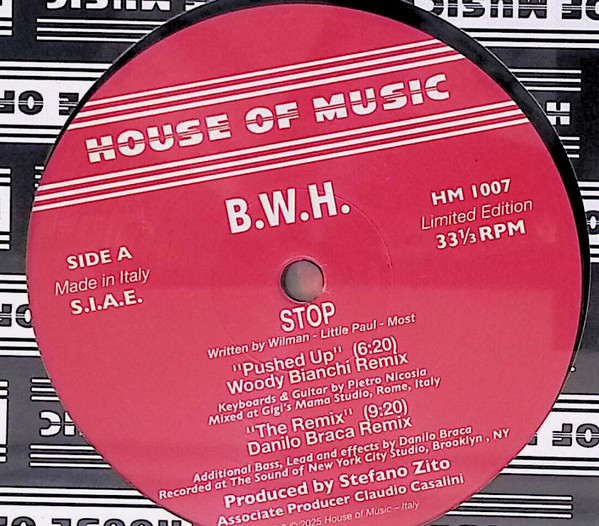 HOUSE OF MUSIC
B.W.H.
SIDE A
Made in Italy
S.I.A.E.
HM 1007
Limited Edition
33⅓ RPM
STOP
Written by Wilman - Little Paul - Most
"Pushed Up" (6:20)
Woody Bianchi Remix
Keyboards & Guitar by Pietro Nicosia
Mixed at Gigi's Mama Studio, Rome, Italy
"The Remix" (9:20)
Danilo Braca Remix
Additional Bass, Lead and effects by Danilo Braca
Recorded at The Sound of New York City Studio, Brooklyn , NY
Produced by Stefano Zito
Associate Producer Claudio Casalini
© 2025 House of Music – Italy